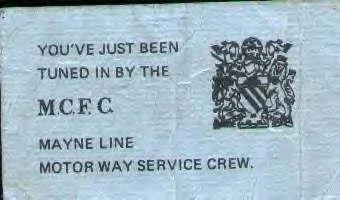 YOU'VE JUST BEEN
TUNED IN BY THE
M.C.F.C.
MAYNE LINE
MOTOR WAY SERVICE CREW.